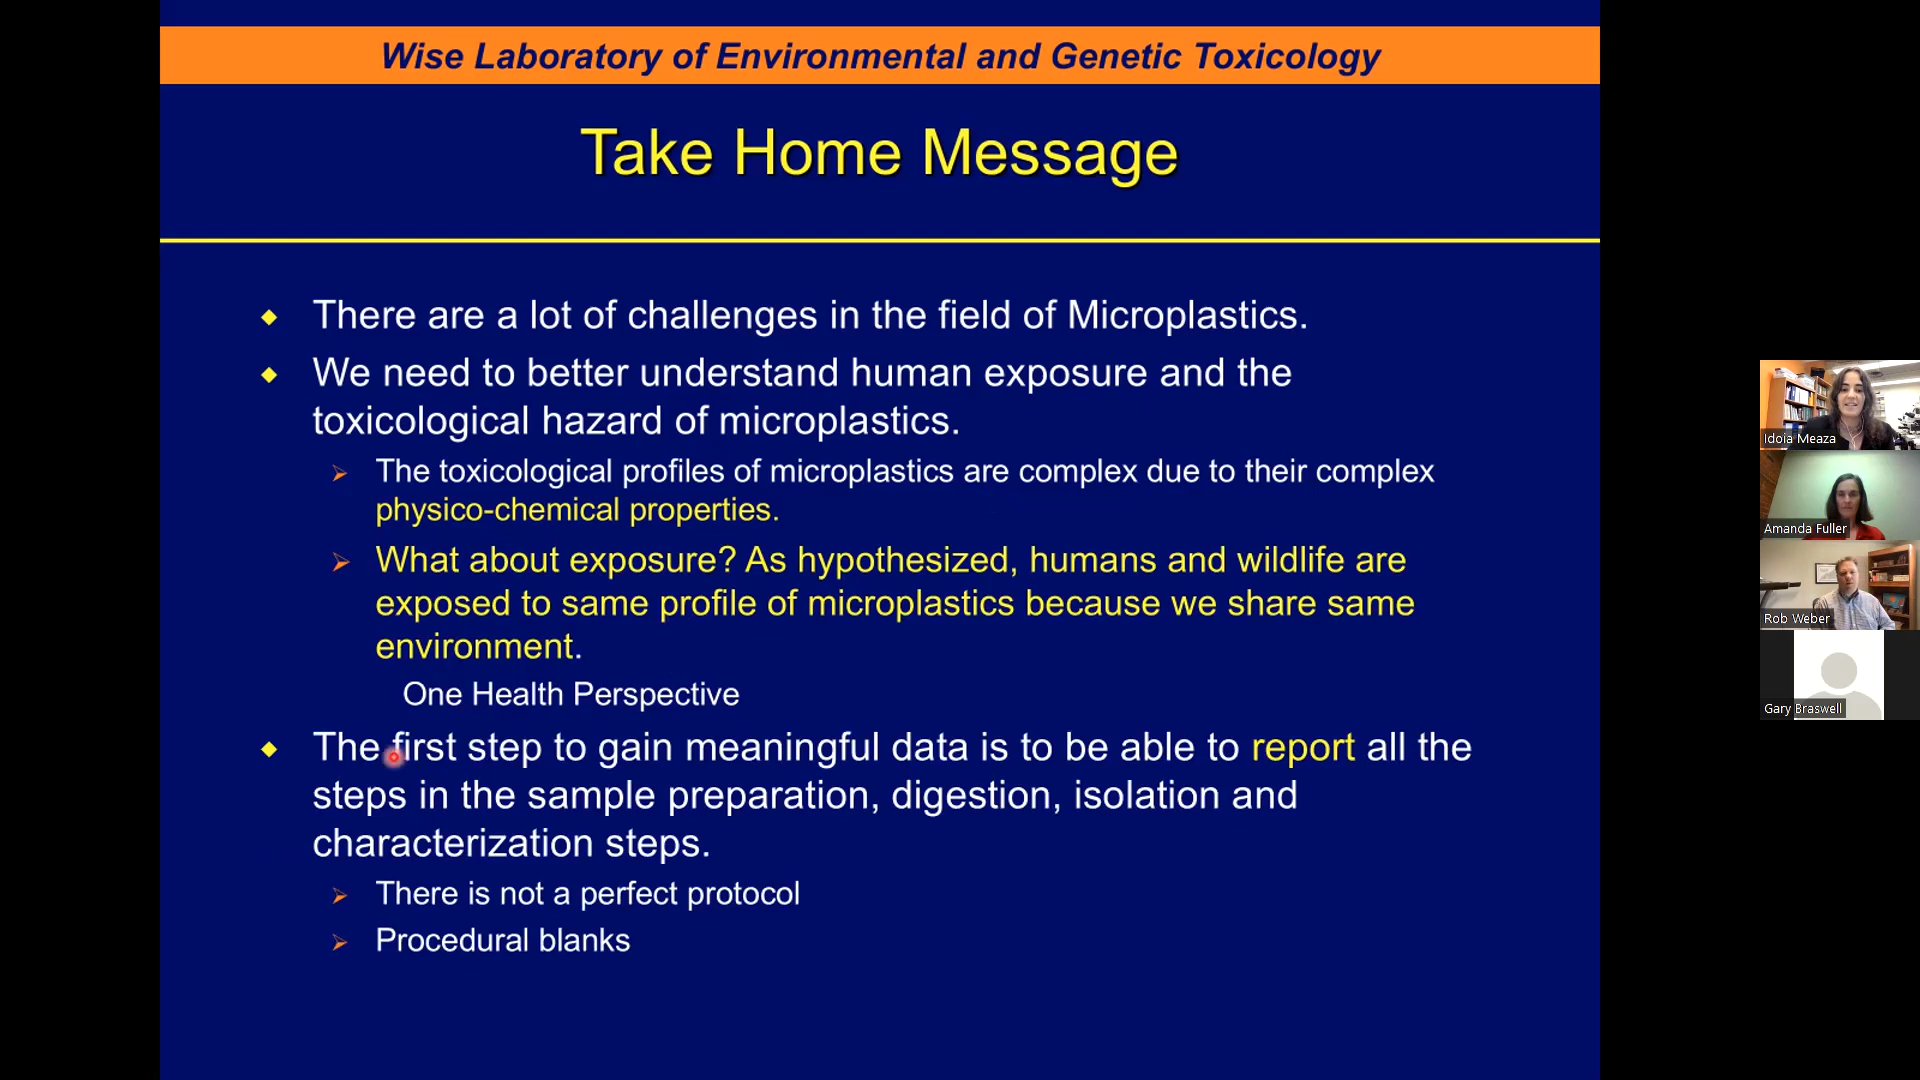 Wise Laboratory of Environmental and Genetic Toxicology
Take Home Message
There are a lot of challenges in the field of Microplastics.
We need to better understand human exposure and the
toxicological hazard of microplastics.
The toxicological profiles of microplastics are complex due to their complex
physico-chemical properties.
What about exposure? As hypothesized, humans and wildlife are
exposed to same profile of microplastics because we share same
environment.
One Health Perspective
The first step to gain meaningful data is to be able to report all the
steps in the sample preparation, digestion, isolation and
characterization steps.
There is not a perfect protocol
Procedural blanks
Idoia Meaza
Amanda Fuller
Rob Weber
Gary Braswell